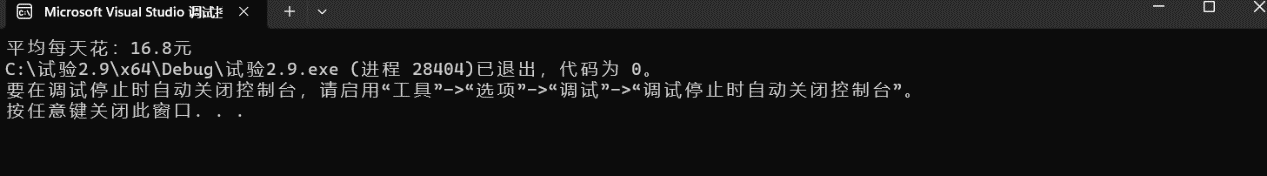 Microsoft Visual Studio 调试
平均每天花：16.8元
C:\试验2.9\x64\Debug\试验2.9.exe (进程 28404)已退出，代码为 0。
要在调试停止时自动关闭控制台，请启用“工具”->“选项”->“调试”->“调试停止时自动关闭控制台”。
按任意键关闭此窗口. . .